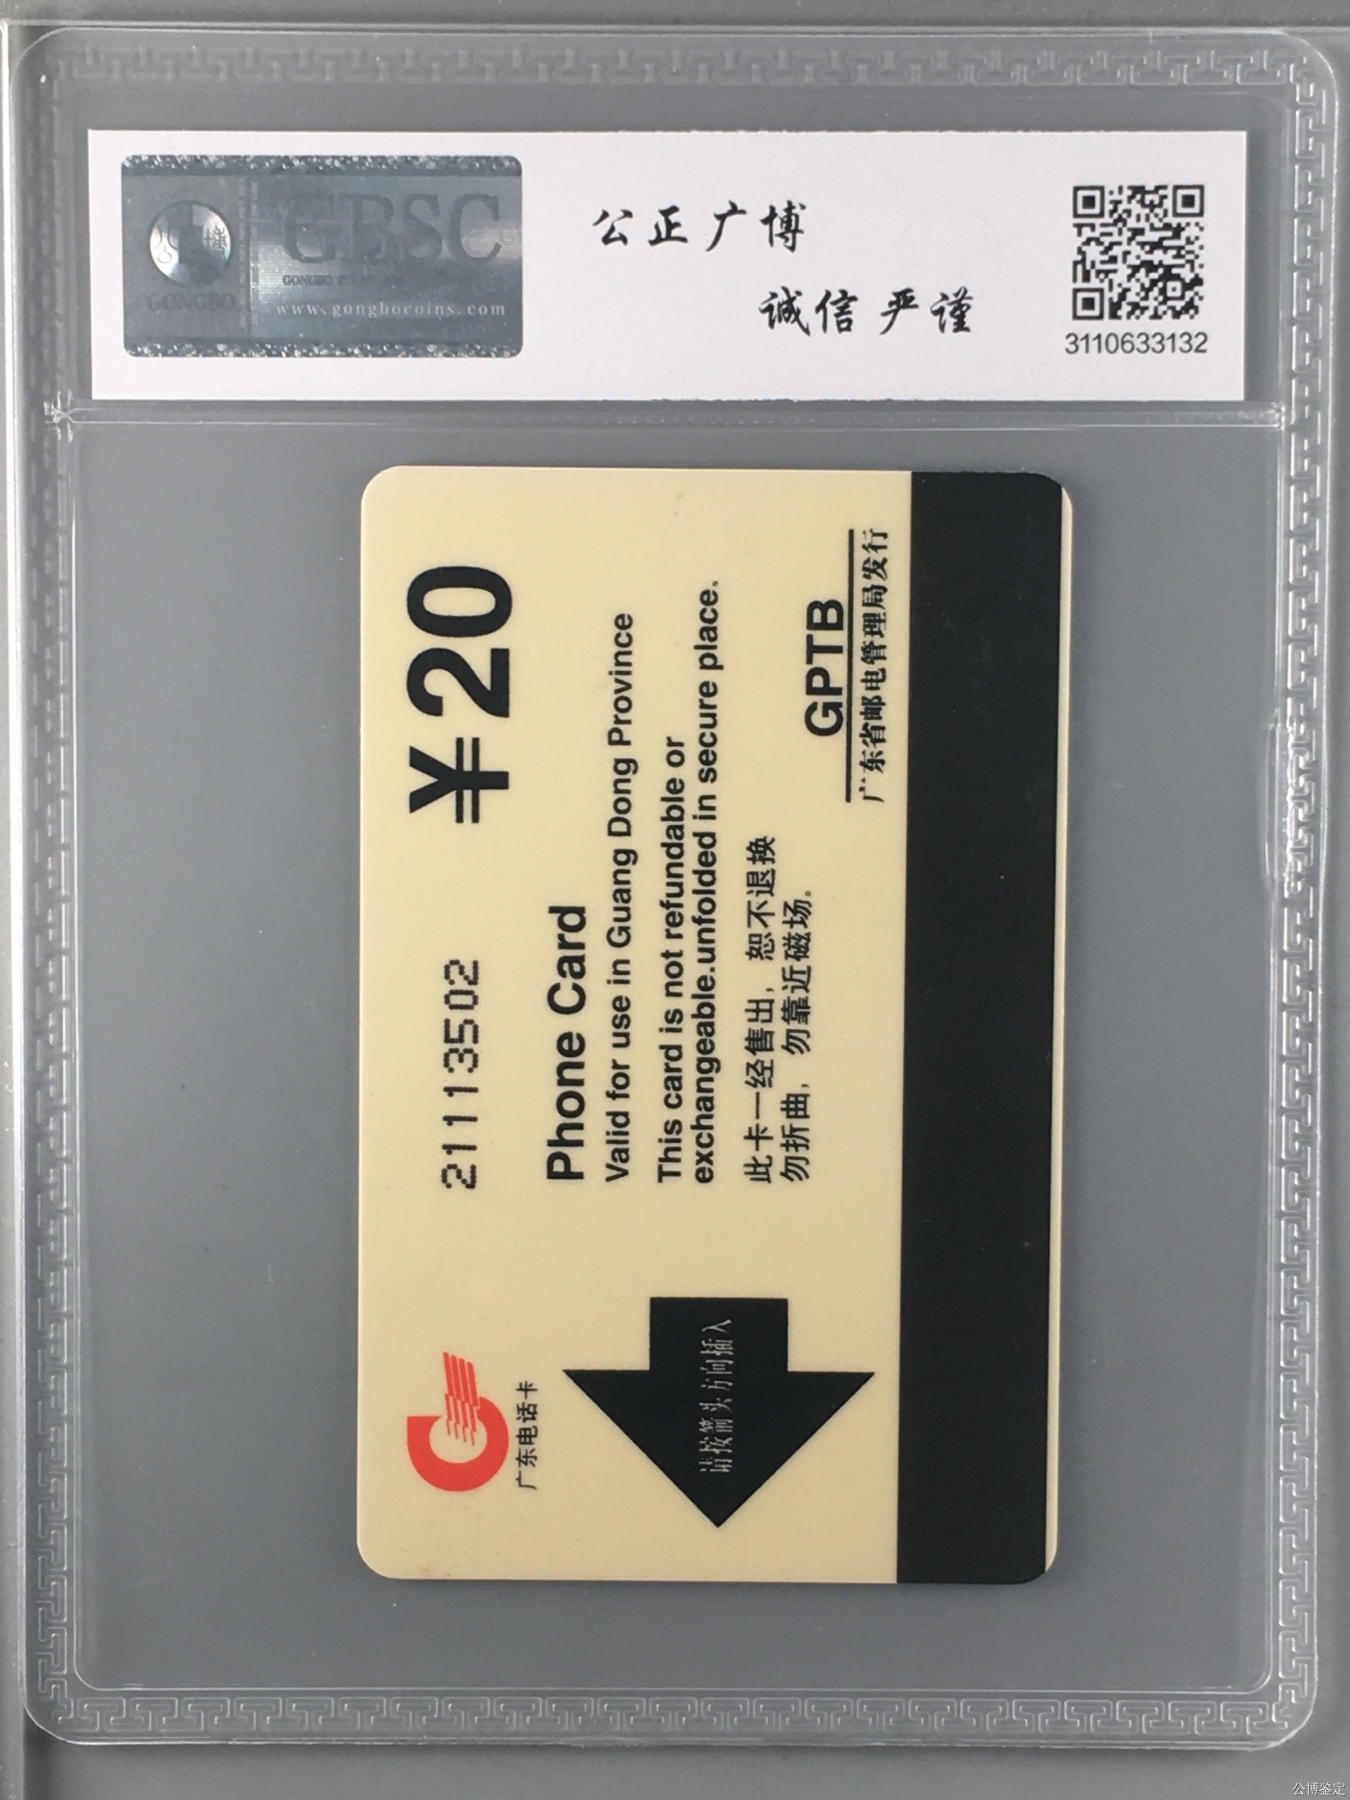 GBSC
GONGBO
www.gongbocoins.com
公正广博
诚信严谨
3110633132
¥20
21113502
Phone Card
Valid for use in Guang Dong Province
This card is not refundable or
exchangeable.unfolded in secure place.
此卡一经售出，恕不退换
勿折曲，勿靠近磁场。
GPTB
广东省邮电管理局发行
广东电话卡
请按箭头方向插入
公博鉴定